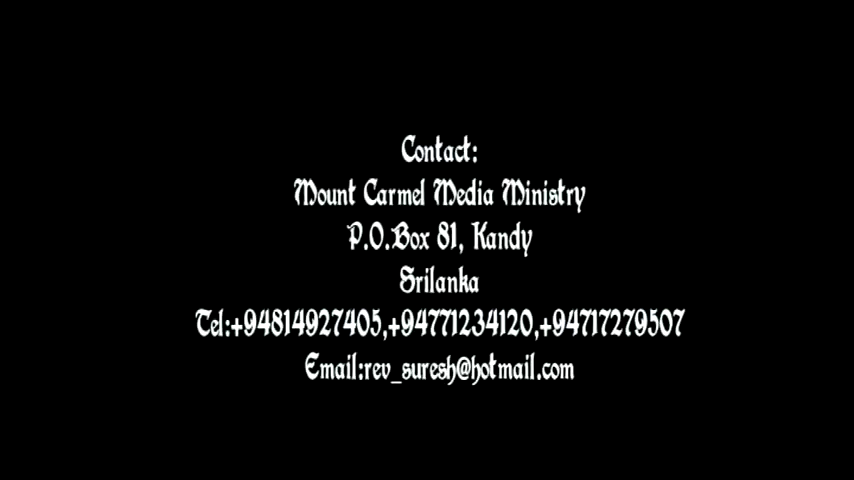 Contact:
Mount Carmel Media Ministry
P.O.Box 81, Kandy
Srilanka
Tel:+94814927405,+94771234120,+94717279507
Email:rev_suresh@hotmail.com